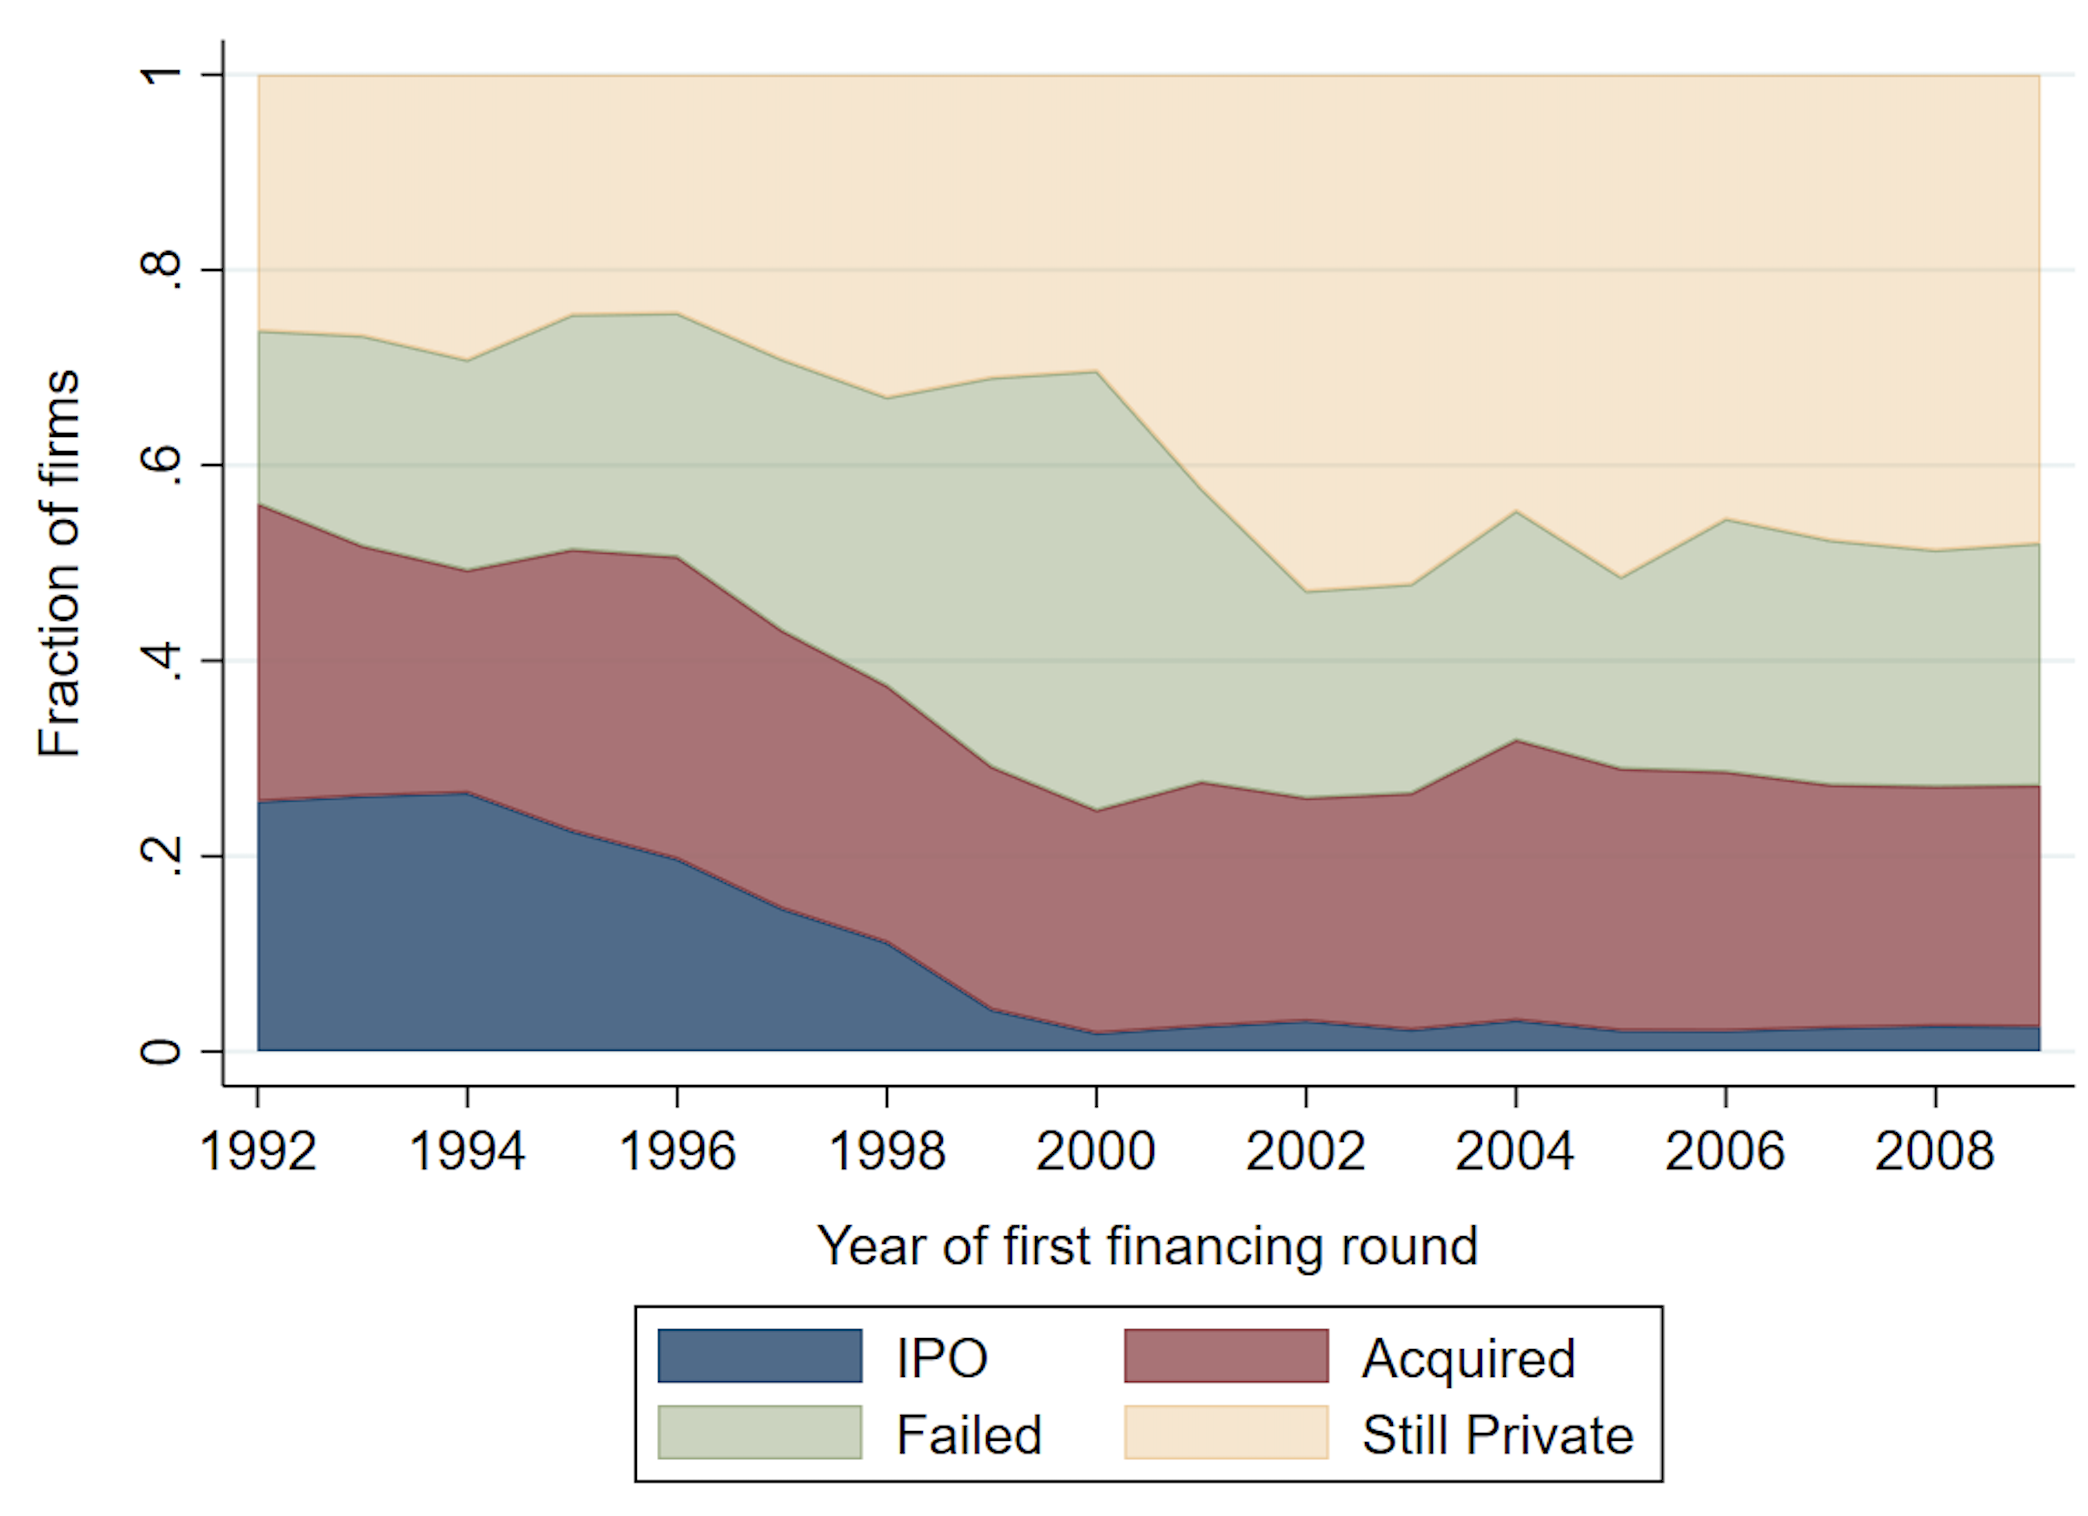 Fraction of firms
1
.8
.6
.4
.2
0
1992 1994 1996 1998 2000 2002 2004 2006 2008
Year of first financing round
IPO Acquired
Failed Still Private